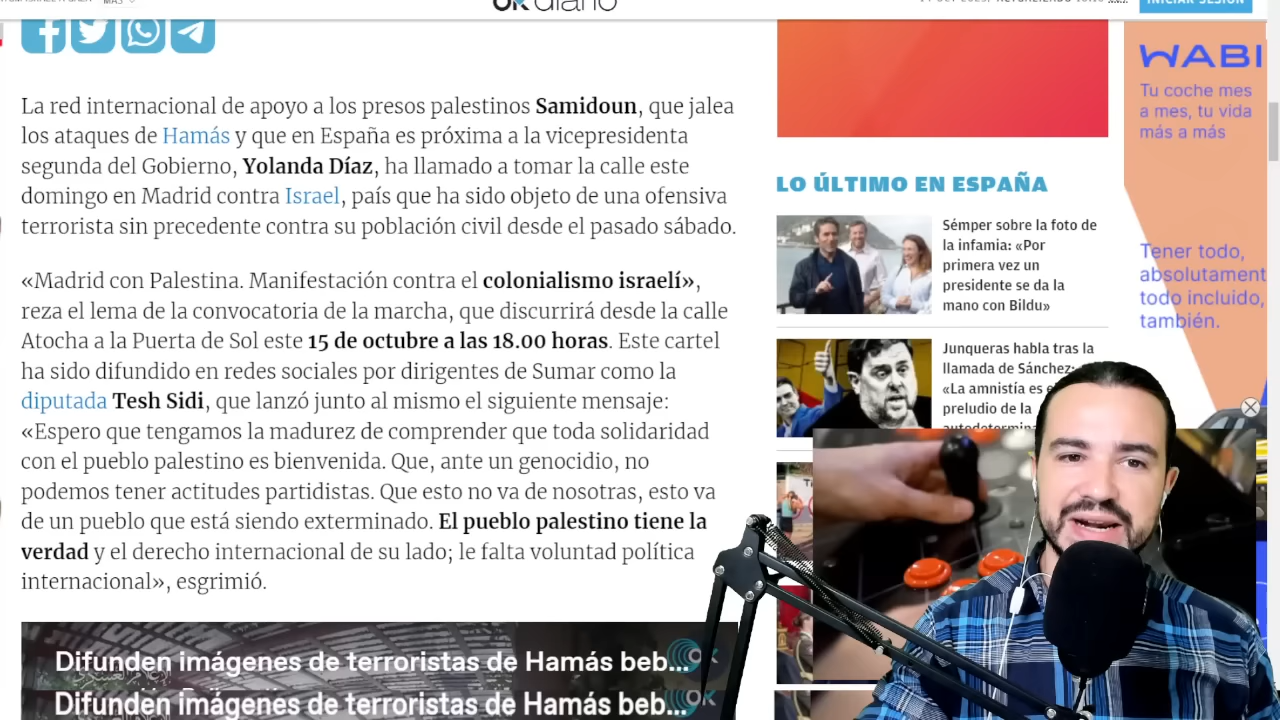 MÁS
okdiario
INICIAR SESIÓN
La red internacional de apoyo a los presos palestinos Samidoun, que jalea
los ataques de Hamás y que en España es próxima a la vicepresidenta
segunda del Gobierno, Yolanda Díaz, ha llamado a tomar la calle este
domingo en Madrid contra Israel, país que ha sido objeto de una ofensiva
terrorista sin precedente contra su población civil desde el pasado sábado.
«Madrid con Palestina. Manifestación contra el colonialismo israelí»,
reza el lema de la convocatoria de la marcha, que discurrirá desde la calle
Atocha a la Puerta de Sol este 15 de octubre a las 18.00 horas. Este cartel
ha sido difundido en redes sociales por dirigentes de Sumar como la
diputada Tesh Sidi, que lanzó junto al mismo el siguiente mensaje:
«Espero que tengamos la madurez de comprender que toda solidaridad
con el pueblo palestino es bienvenida. Que, ante un genocidio, no
podemos tener actitudes partidistas. Que esto no va de nosotras, esto va
de un pueblo que está siendo exterminado. El pueblo palestino tiene la
verdad y el derecho internacional de su lado; le falta voluntad política
internacional», esgrimió.
Difunden imágenes de terroristas de Hamás beb...
OK
Difunden imágenes de terroristas de Hamás beb...
OK
LO ÚLTIMO EN ESPAÑA
Sémper sobre la foto de
la infamia: «Por
primera vez un
presidente se da la
mano con Bildu»
Junqueras habla tras la
llamada de Sánchez:
«La amnistía es el
preludio de la
WABI
Tu coche mes
a mes, tu vida
más a más
Tener todo,
absolutament
todo incluido,
también.